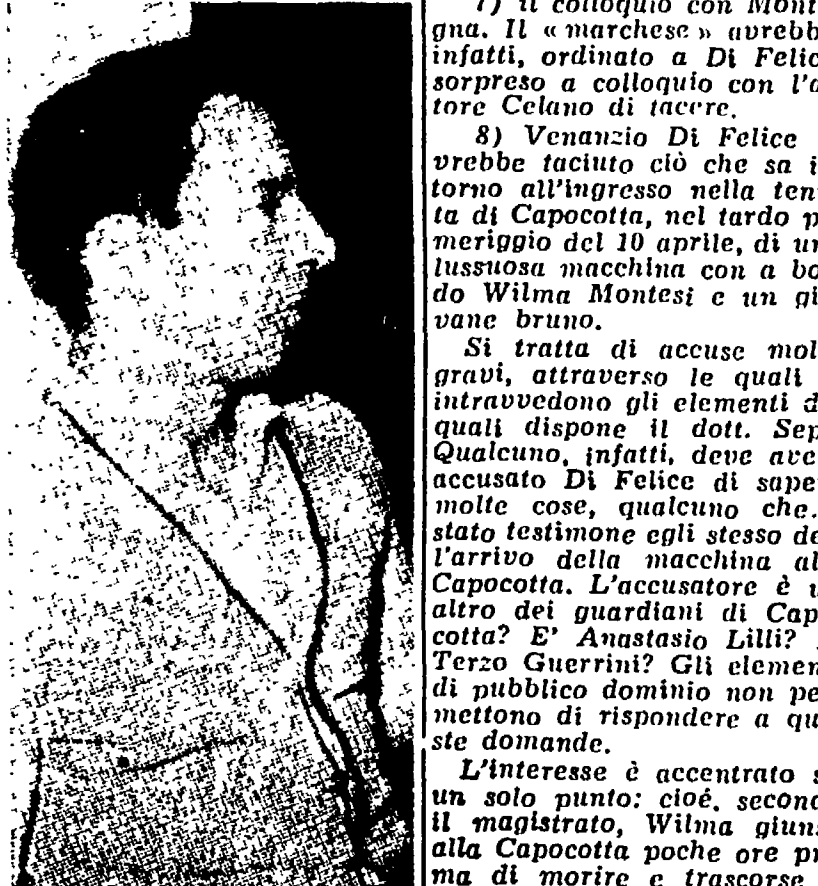 7) il colloquio con Mont
gna. Il « marchese » avrebb
infatti, ordinato a Di Felic
sorpreso a colloquio con l'a
tore Celano di tacere.
8) Venanzio Di Felice
vrebbe taciuto ciò che sa i
torno all'ingresso nella ten
ta di Capocotta, nel tardo p
meriggio del 10 aprile, di un
lussuosa macchina con a bo
do Wilma Montesi e un gi
vane bruno.
Si tratta di accuse mol
gravi, attraverso le quali
intravvedono gli elementi d
quali dispone il dott. Sep
Qualcuno, infatti, deve ave
accusato Di Felice di sape
molte cose, qualcuno che.
stato testimone egli stesso de
l'arrivo della macchina al
Capocotta. L'accusatore è u
altro dei guardiani di Cap
cotta? E' Anastasio Lilli?
Terzo Guerrini? Gli elemen
di pubblico dominio non pe
mettono di rispondere a qu
ste domande.
L'interesse è accentrato s
un solo punto: cioé, secon
il magistrato, Wilma giun
alla Capocotta poche ore pr
ma di morire e trascorse